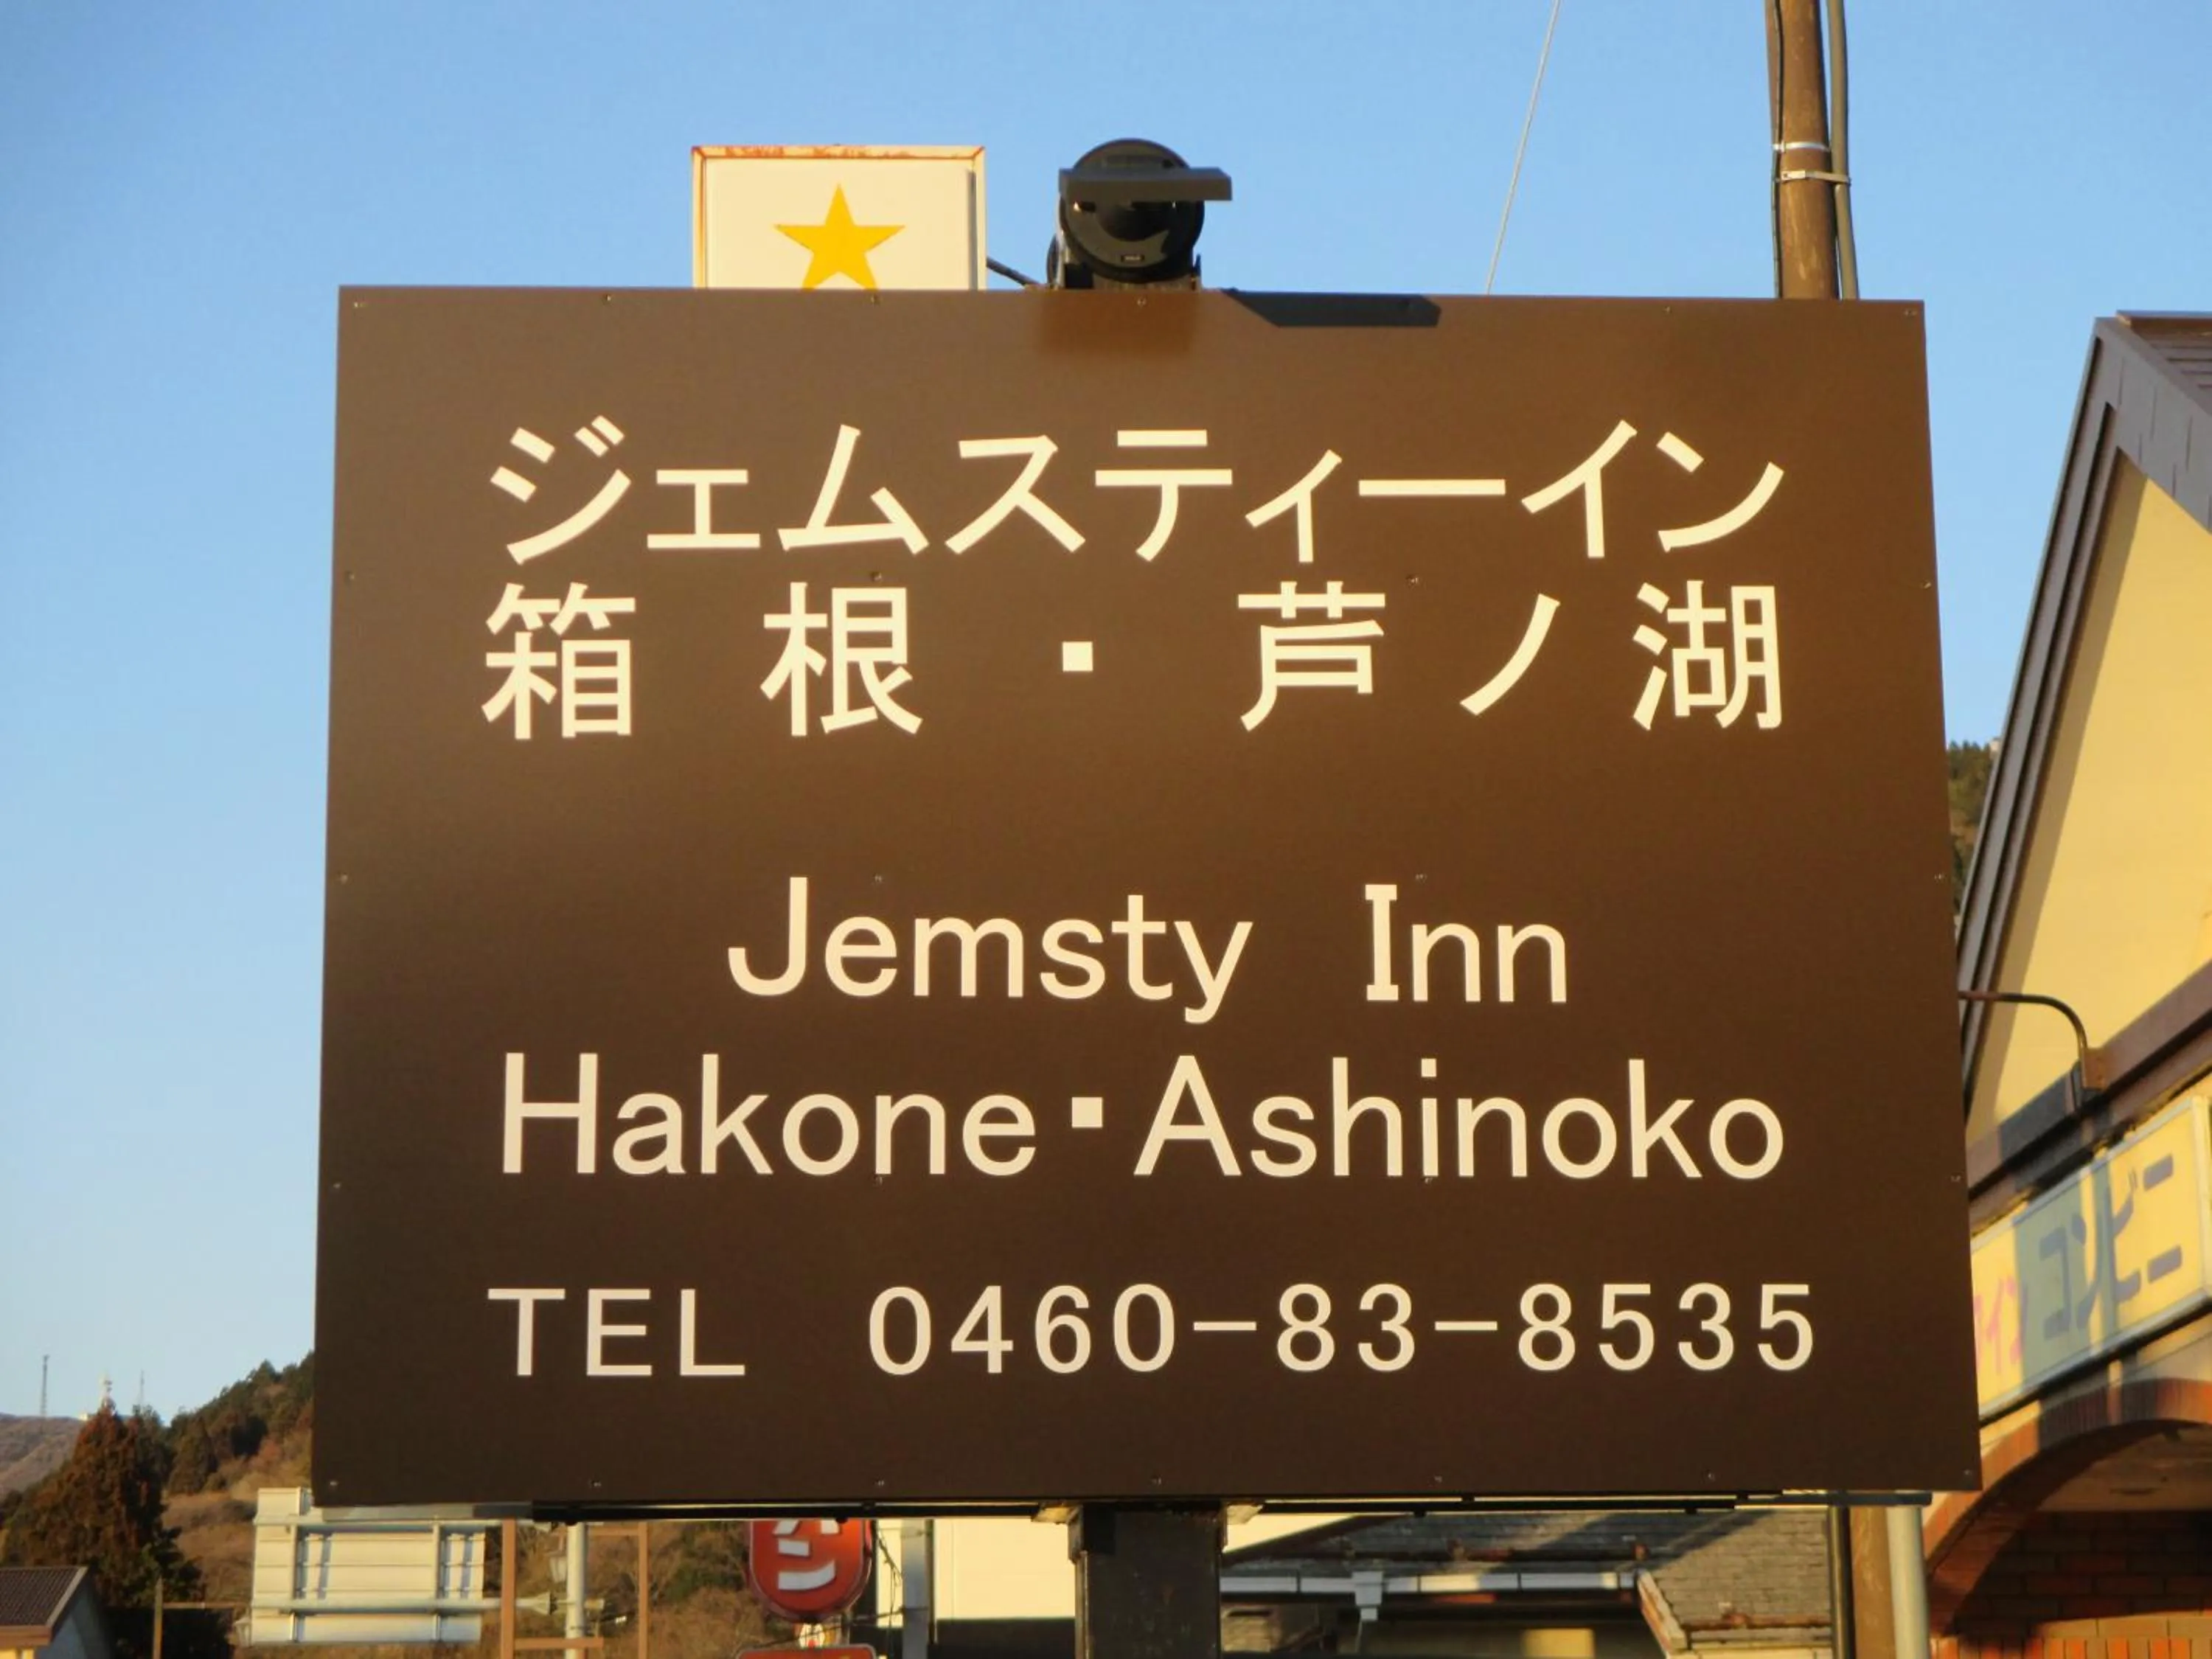 ジェムスティーイン
箱根・芦ノ湖
Jemsty Inn
Hakone・Ashinoko
TEL 0460-83-8535
コンビニ